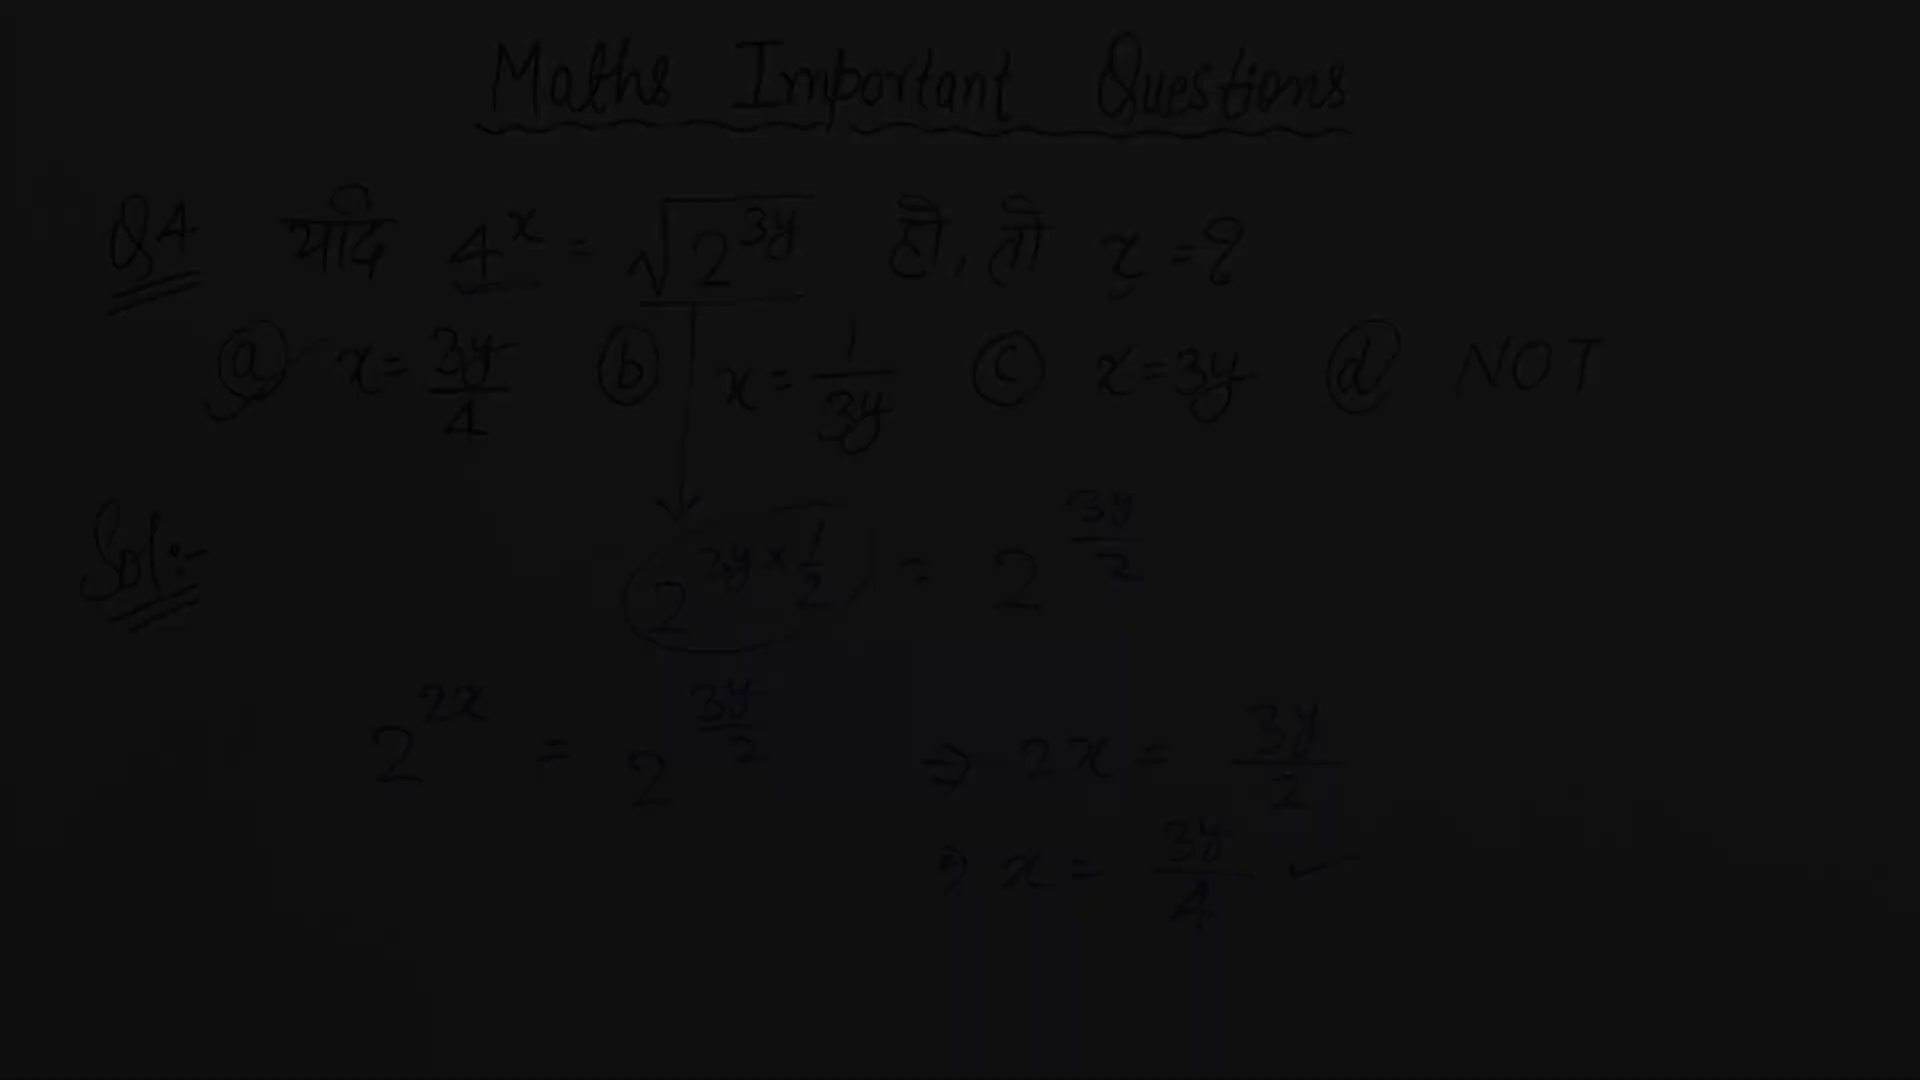 Maths Important Questions
Q4 यदि 4^x = √2^3y हो, तो x = ?
(a) x = 3y/4 (b) x = 1/3y (c) x = 3y (d) NOT
Sol:-
2^(3y × 1/2) = 2^(3y/2)
2^2x = 2^(3y/2) ⇒ 2x = 3y/2
⇒ x = 3y/4 ✓